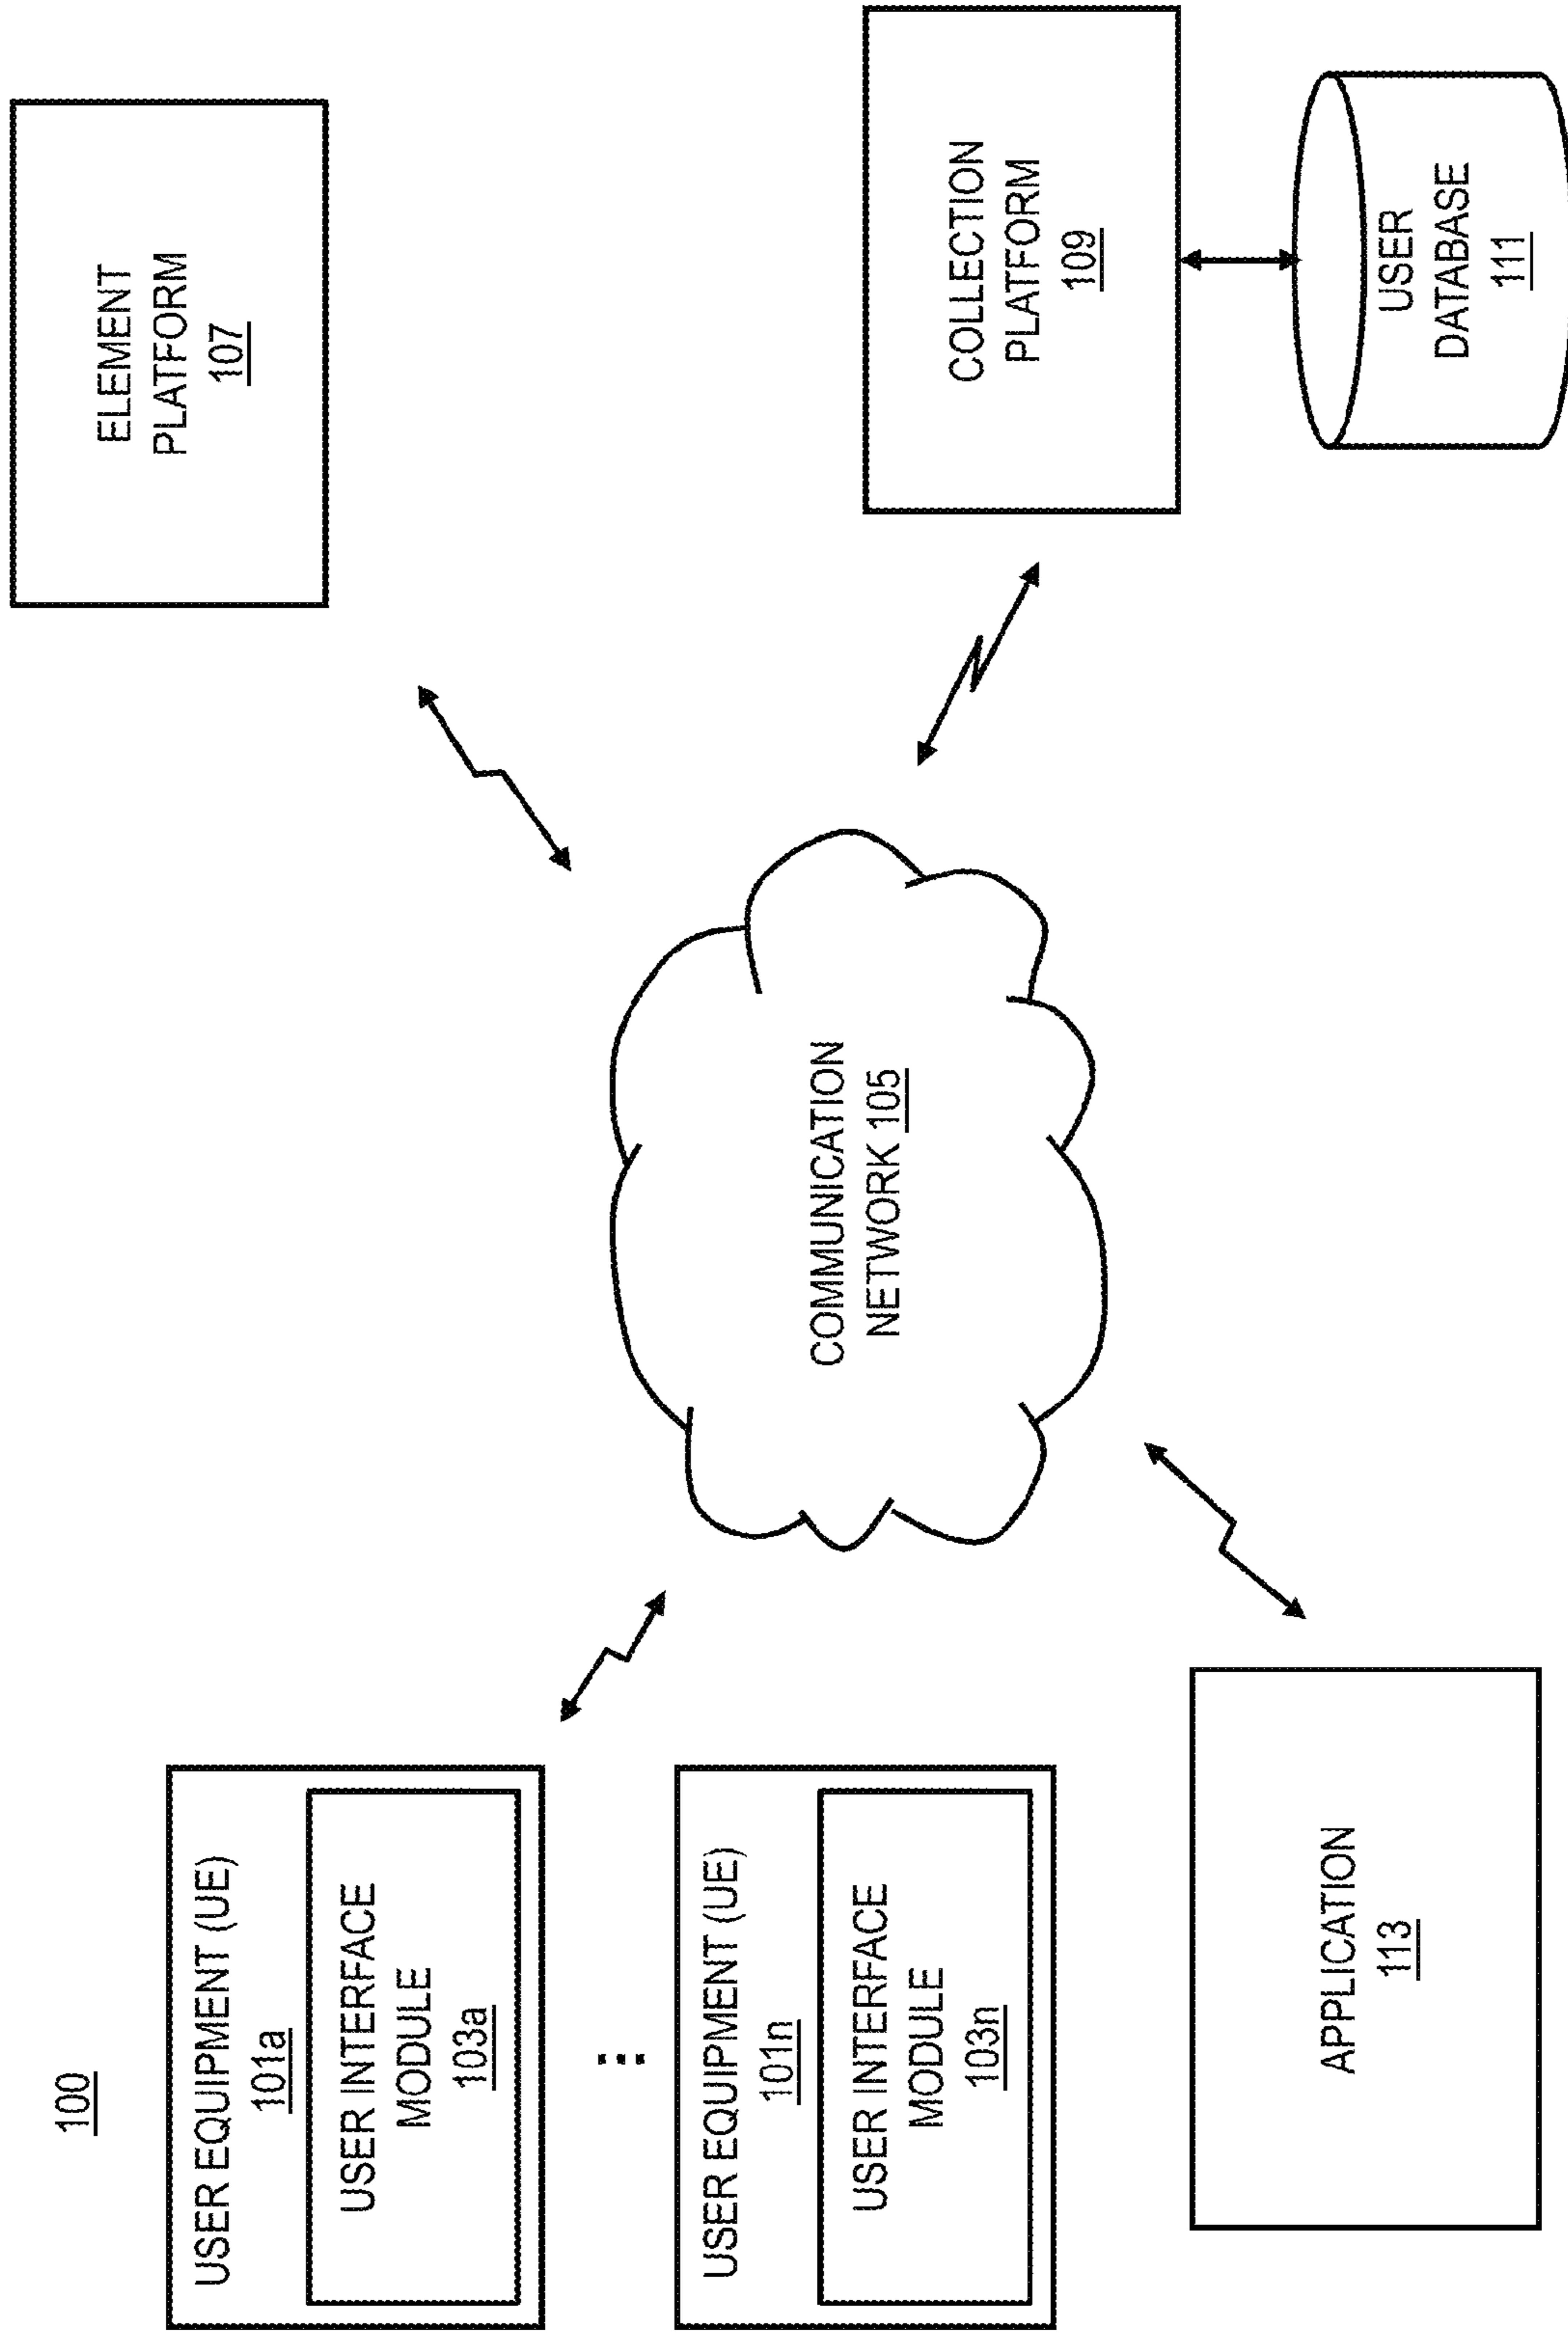 100
USER EQUIPMENT (UE)
101a
USER INTERFACE
MODULE
103a
...
USER EQUIPMENT (UE)
101n
USER INTERFACE
MODULE
103n
APPLICATION
113
COMMUNICATION
NETWORK 105
ELEMENT
PLATFORM
107
COLLECTION
PLATFORM
109
USER
DATABASE
111